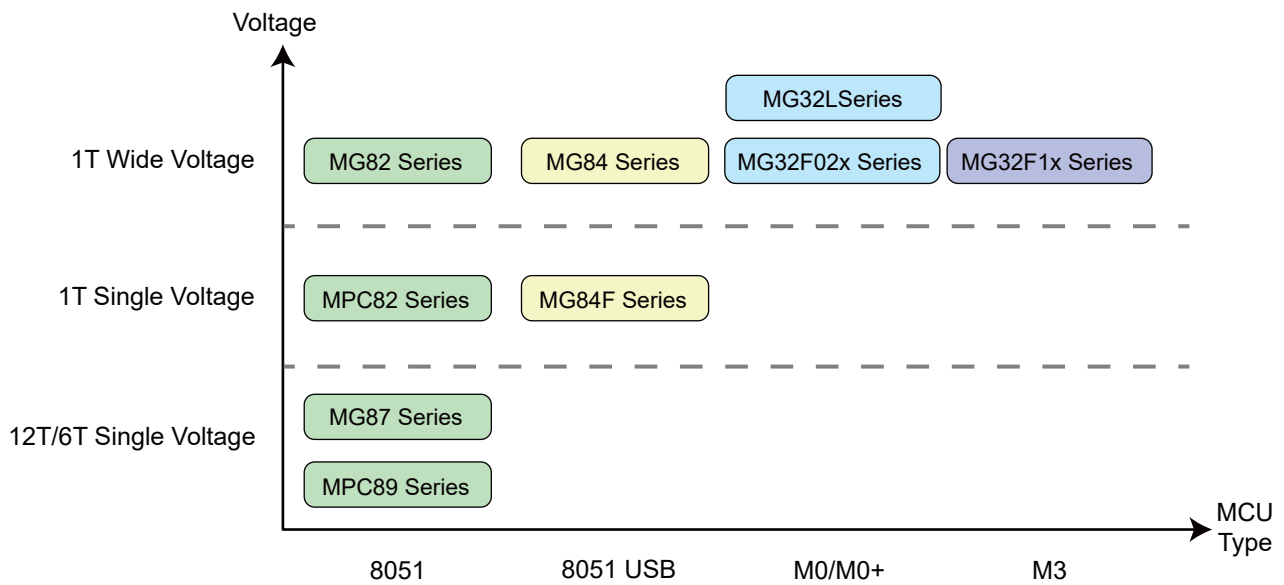 Voltage
MG32LSeries
1T Wide Voltage
MG82 Series
MG84 Series
MG32F02x Series
MG32F1x Series
1T Single Voltage
MPC82 Series
MG84F Series
MG87 Series
12T/6T Single Voltage
MPC89 Series
MCU
Type
8051
8051 USB
M0/M0+
M3